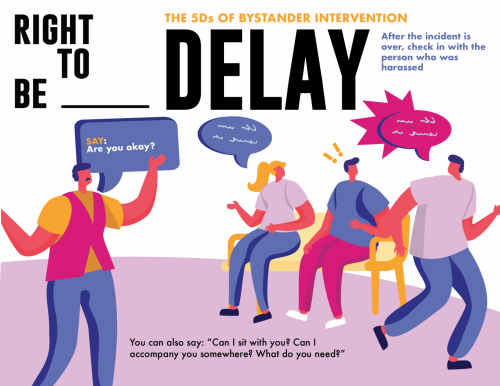 RIGHT
TO
BE
THE 5Ds OF BYSTANDER INTERVENTION
DELAY
After the incident is
over, check in with the
person who was
harassed
SAY:
Are you okay?
!!
You can also say: “Can I sit with you? Can I
accompany you somewhere? What do you need?”